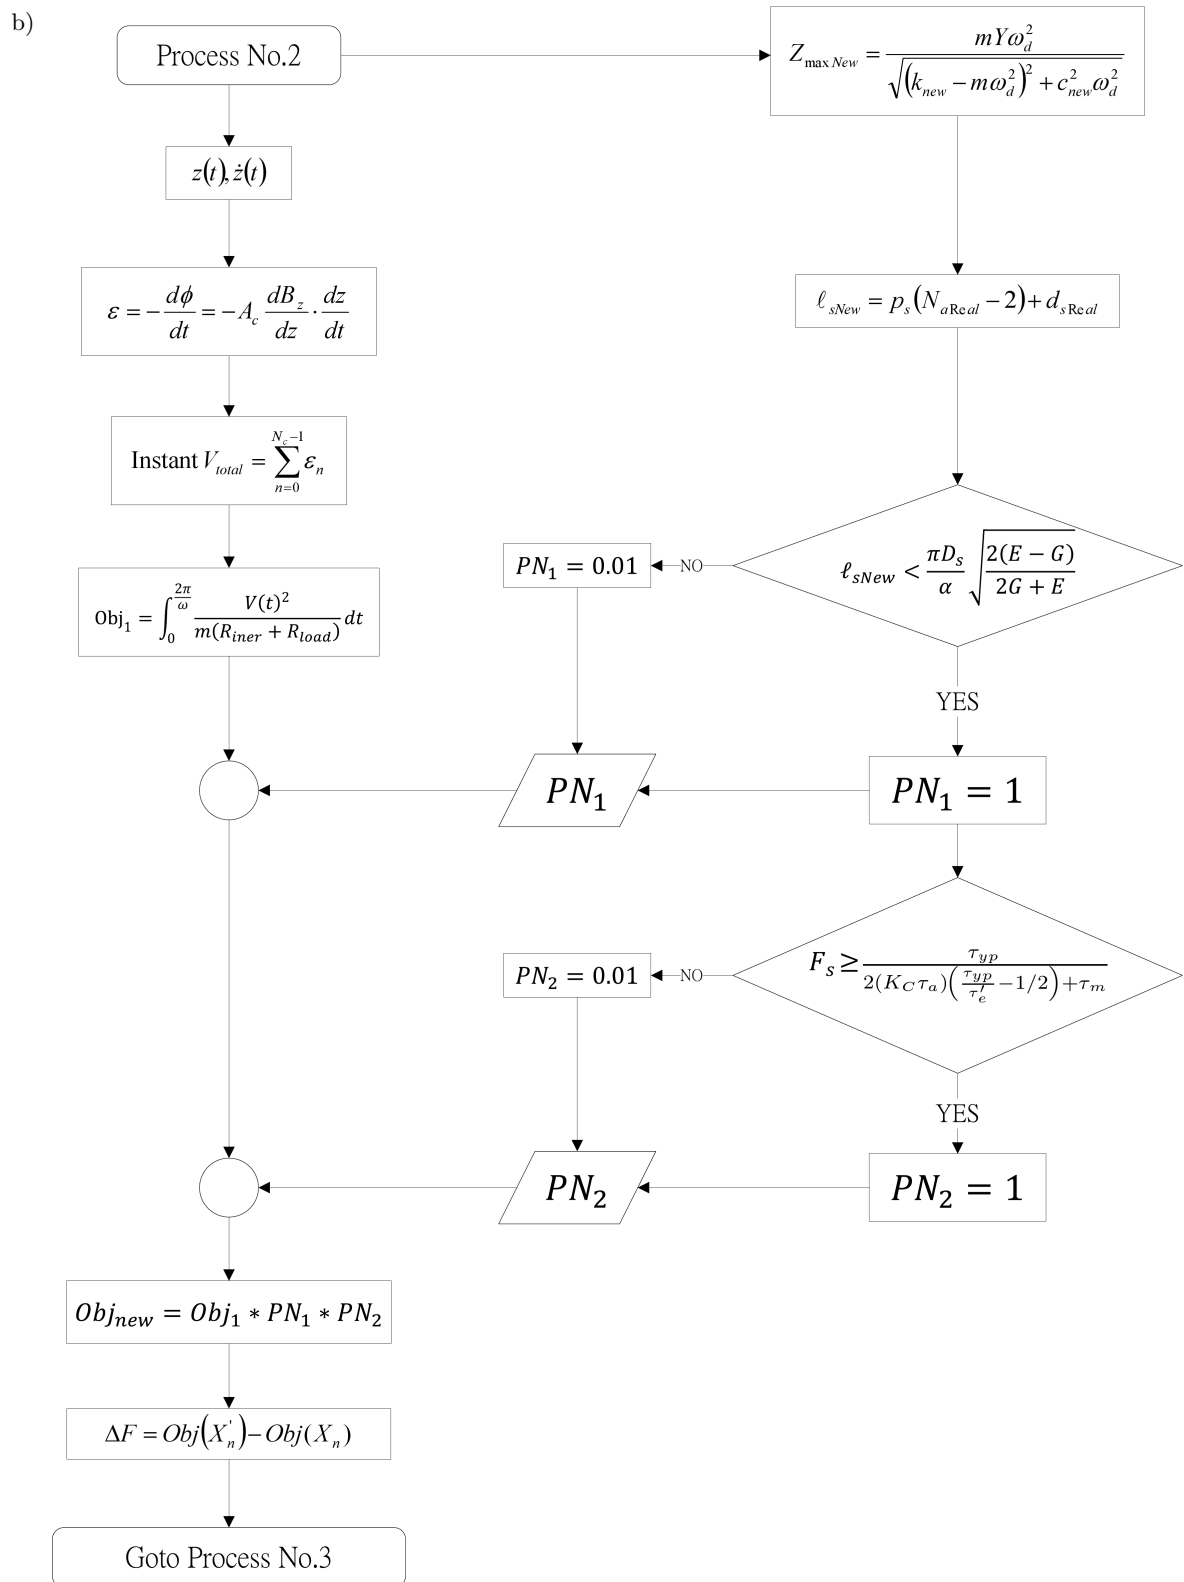 b)
Process No.2
z(t), ż(t)
ε = −dϕ/dt = −A_c dB_z/dz · dz/dt
Instant V_total = ∑_{n=0}^{N_c−1} ε_n
Obj_1 = ∫_0^{2π/ω} V(t)^2/(m(R_iner + R_load)) dt
Z_max New = mYω_d^2/√((k_new − mω_d^2)^2 + c_new^2 ω_d^2)
ℓ_sNew = p_s(N_aReal − 2) + d_sReal
ℓ_sNew < πD_s/α √(2(E − G)/(2G + E))
NO
PN_1 = 0.01
YES
PN_1 = 1
PN_1
F_s ≥ τ_yp/(2(K_C τ_a)(τ_yp/τ′_e −1/2)+τ_m)
NO
PN_2 = 0.01
YES
PN_2 = 1
PN_2
Obj_new = Obj_1 * PN_1 * PN_2
ΔF = Obj(X'_n) − Obj(X_n)
Goto Process No.3